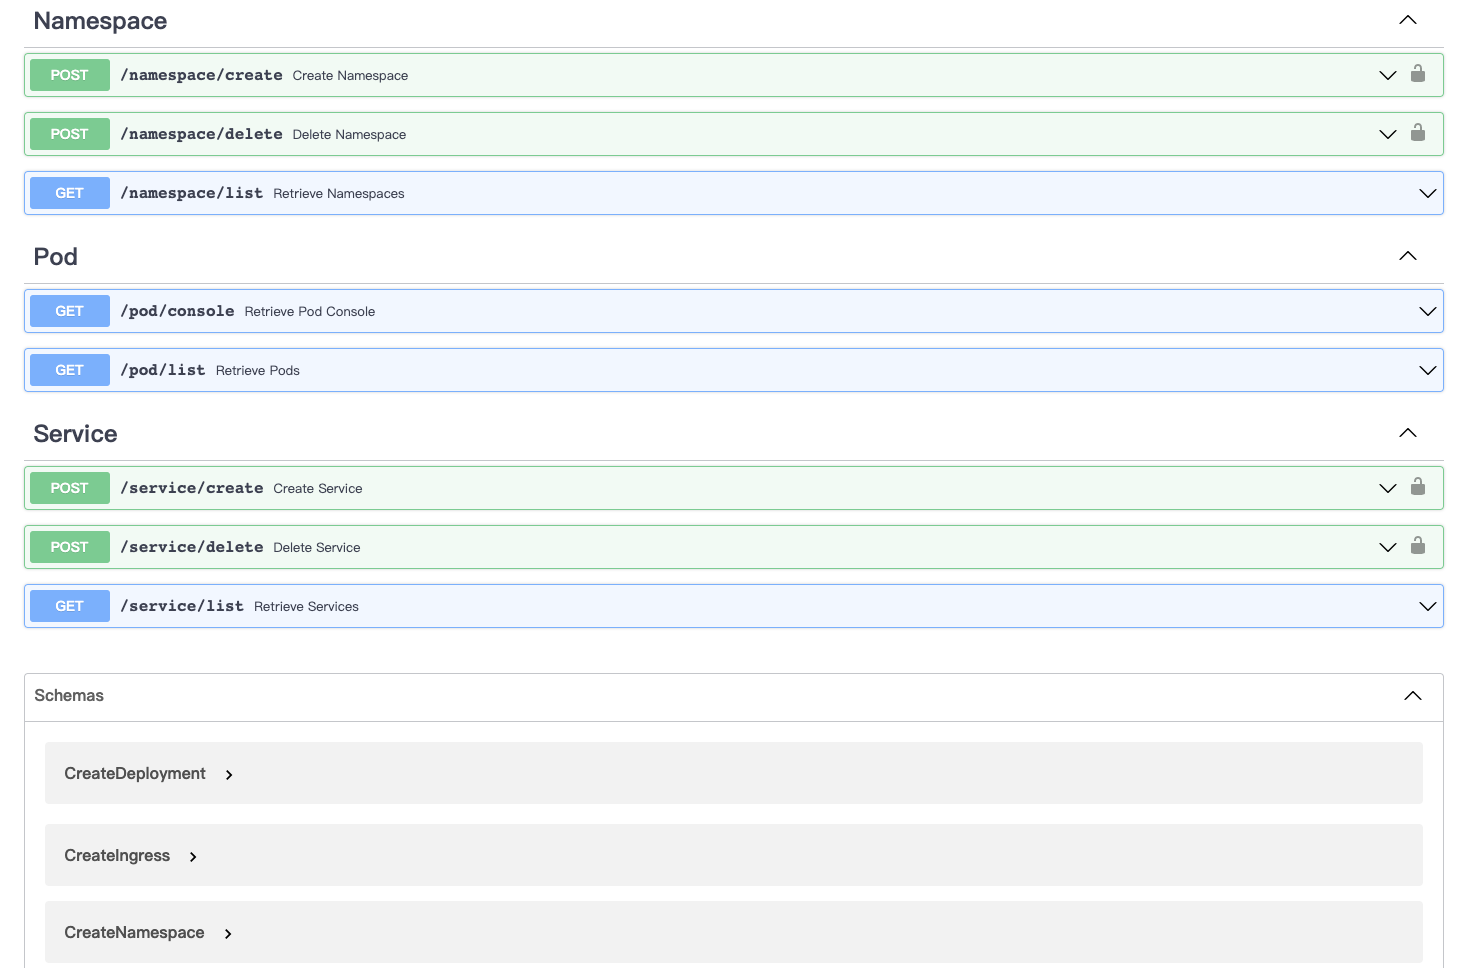 Namespace
POST /namespace/create Create Namespace
POST /namespace/delete Delete Namespace
GET /namespace/list Retrieve Namespaces
Pod
GET /pod/console Retrieve Pod Console
GET /pod/list Retrieve Pods
Service
POST /service/create Create Service
POST /service/delete Delete Service
GET /service/list Retrieve Services
Schemas
CreateDeployment
CreateIngress
CreateNamespace